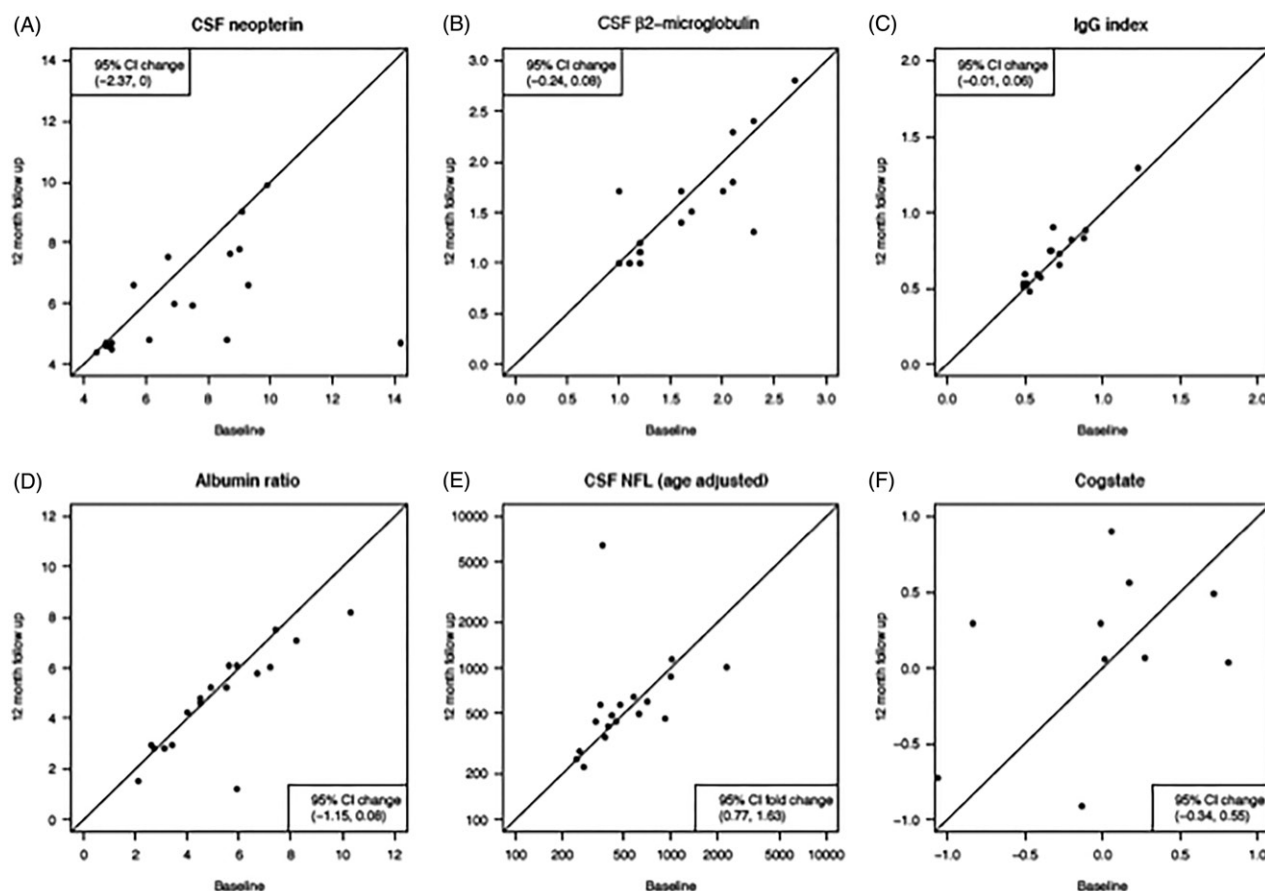 (A)
CSF neopterin
95% CI change
(−2.37, 0)
14
12
10
8
6
4
12 month follow up
4 6 8 10 12 14
Baseline
(B)
CSF β2−microglobulin
95% CI change
(−0.24, 0.08)
3.0
2.5
2.0
1.5
1.0
0.5
0.0
12 month follow up
0.0 0.5 1.0 1.5 2.0 2.5 3.0
Baseline
(C)
IgG index
95% CI change
(−0.01, 0.06)
2.0
1.5
1.0
0.5
0.0
12 month follow up
0.0 0.5 1.0 1.5 2.0
Baseline
(D)
Albumin ratio
12
10
8
6
4
2
0
12 month follow up
95% CI change
(−1.15, 0.08)
0 2 4 6 8 10 12
Baseline
(E)
CSF NFL (age adjusted)
10000
5000
2000
1000
500
200
100
12 month follow up
95% CI fold change
(0.77, 1.63)
100 200 500 1000 2000 10000
Baseline
(F)
Cogstate
1.0
0.5
0.0
−0.5
−1.0
12 month follow up
95% CI change
(−0.34, 0.55)
−1.0 −0.5 0.0 0.5 1.0
Baseline